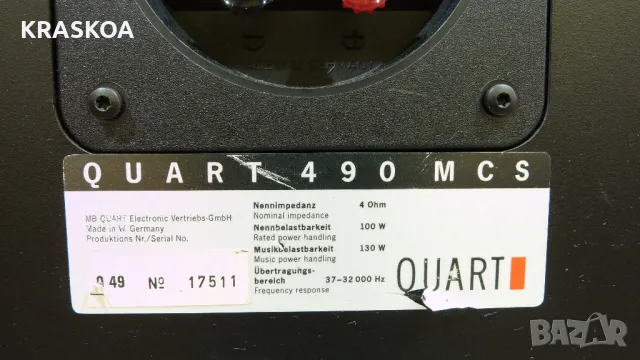 KRASKOA
QUART 490 MCS
MB QUART Electronic Vertriebs-GmbH
Made in W. Germany
Produktions Nr./Serial No.
49 Nº 17511
Nennimpedanz 4 Ohm
Nominal impedance
Nennbelastbarkeit 100 W
Rated power handling
Musikbelastbarkeit 130 W
Music power handling
Übertragungs-
bereich 37–32 000 Hz
Frequency response
QUART
bazar